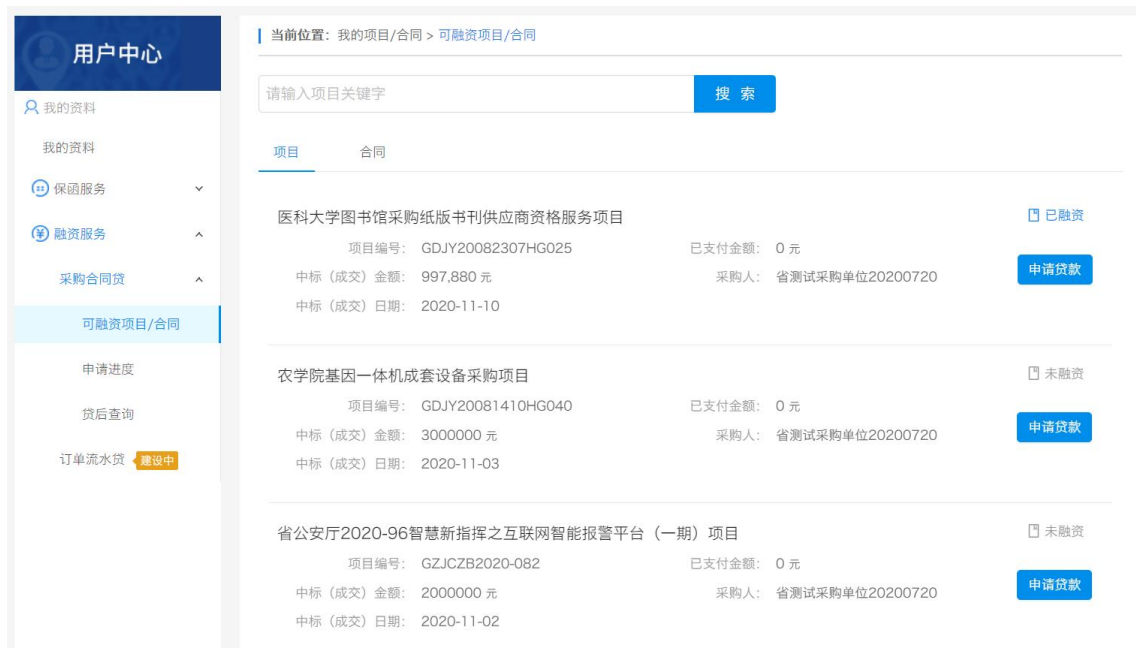 用户中心
我的资料
我的资料
保函服务
融资服务
采购合同贷
可融资项目/合同
申请进度
贷后查询
订单流水贷 建设中
当前位置：我的项目/合同 > 可融资项目/合同
请输入项目关键字 搜 索
项目 合同
医科大学图书馆采购纸版书刊供应商资格服务项目 已融资
项目编号： GDJY20082307HG025 已支付金额： 0 元
申请贷款
中标（成交）金额： 997,880 元 采购人： 省测试采购单位20200720
中标（成交）日期： 2020-11-10
农学院基因一体机成套设备采购项目 未融资
项目编号： GDJY20081410HG040 已支付金额： 0 元
申请贷款
中标（成交）金额： 3000000 元 采购人： 省测试采购单位20200720
中标（成交）日期： 2020-11-03
省公安厅2020-96智慧新指挥之互联网智能报警平台（一期）项目 未融资
项目编号： GZJCZB2020-082 已支付金额： 0 元
申请贷款
中标（成交）金额： 2000000 元 采购人： 省测试采购单位20200720
中标（成交）日期： 2020-11-02